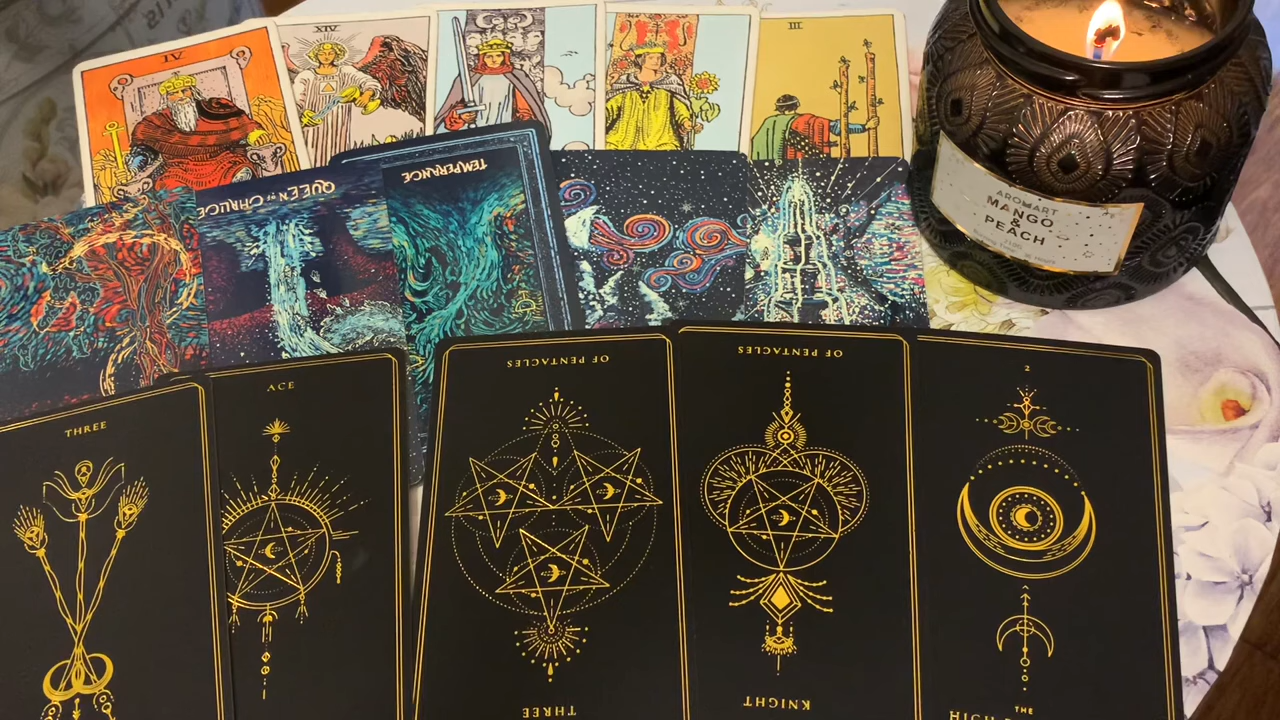 IV
XIV
III
QUEEN OF CHALICE
TEMPERANCE
AROMART
MANGO
&
PEACH
THREE
ACE
OF PENTACLES
THREE
OF PENTACLES
KNIGHT
2
THE